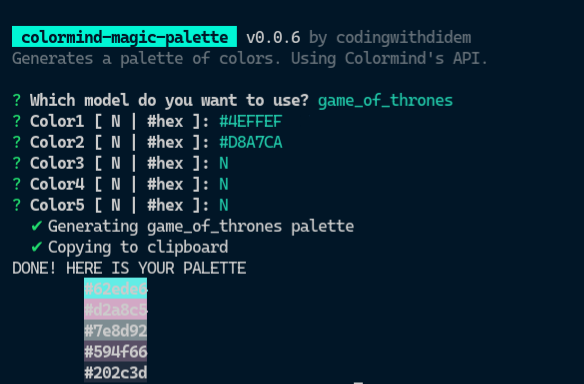 colormind-magic-palette v0.0.6 by codingwithdidem
Generates a palette of colors. Using Colormind's API.
? Which model do you want to use? game_of_thrones
? Color1 [ N | #hex ]: #4EFFEF
? Color2 [ N | #hex ]: #D8A7CA
? Color3 [ N | #hex ]: N
? Color4 [ N | #hex ]: N
? Color5 [ N | #hex ]: N
✔ Generating game_of_thrones palette
✔ Copying to clipboard
DONE! HERE IS YOUR PALETTE
#d2a8c5
#7e8d92
#594f66
#202c3d